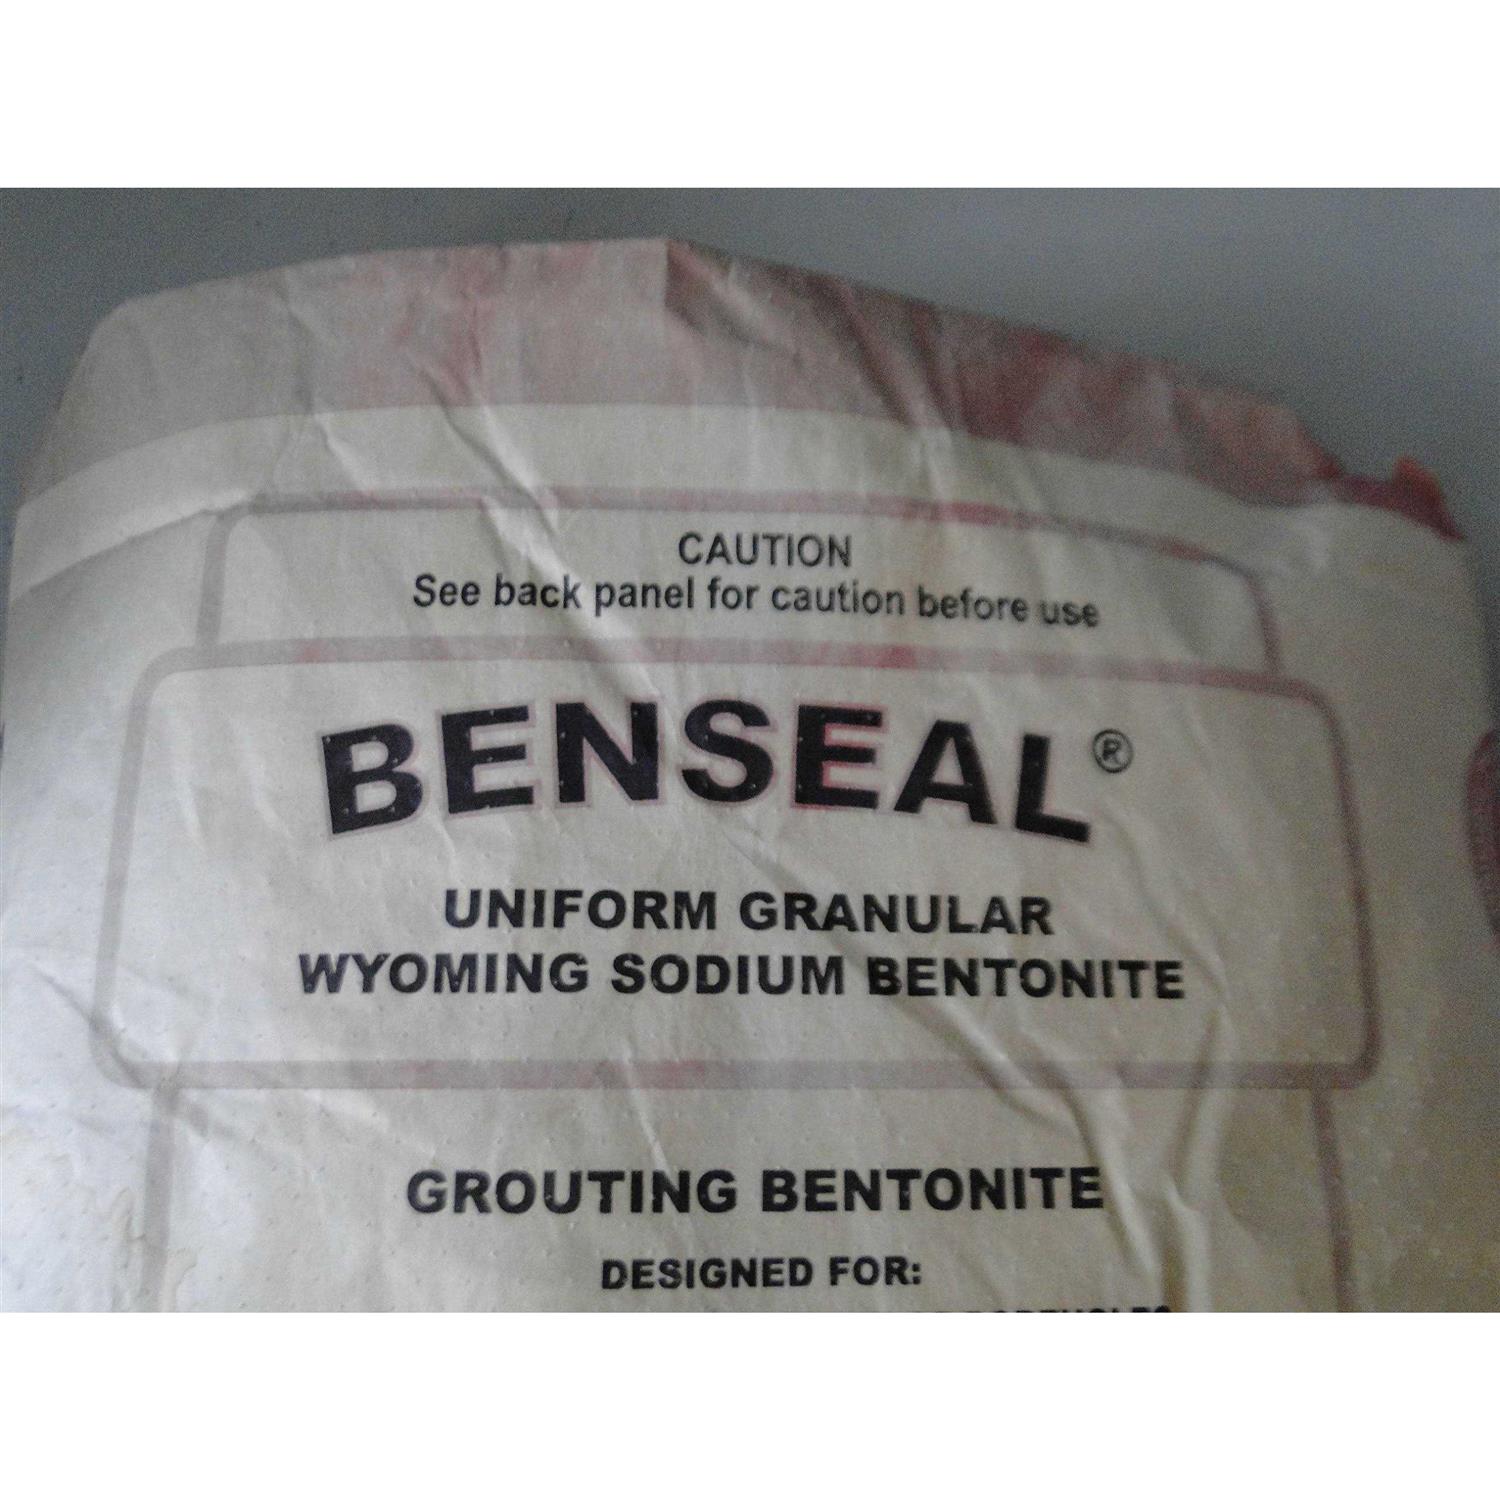 CAUTION
See back panel for caution before use
BENSEAL®
UNIFORM GRANULAR
WYOMING SODIUM BENTONITE
GROUTING BENTONITE
DESIGNED FOR: